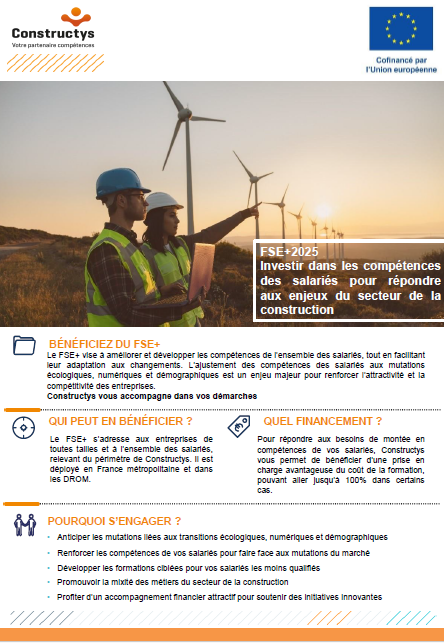 Constructys
Votre partenaire compétences
Cofinancé par
l'Union européenne
FSE+2025
Investir dans les compétences
des salariés pour répondre
aux enjeux du secteur de la
construction
BÉNÉFICIEZ DU FSE+
Le FSE+ vise à améliorer et développer les compétences de l'ensemble des salariés, tout en facilitant
leur adaptation aux changements. L'ajustement des compétences des salariés aux mutations
écologiques, numériques et démographiques est un enjeu majeur pour renforcer l'attractivité et la
compétitivité des entreprises.
Constructys vous accompagne dans vos démarches
QUI PEUT EN BÉNÉFICIER ?
Le FSE+ s'adresse aux entreprises de
toutes tailles et à l'ensemble des salariés,
relevant du périmètre de Constructys. Il est
déployé en France métropolitaine et dans
les DROM.
QUEL FINANCEMENT ?
Pour répondre aux besoins de montée en
compétences de vos salariés, Constructys
vous permet de bénéficier d'une prise en
charge avantageuse du coût de la formation,
pouvant aller jusqu'à 100% dans certains
cas.
POURQUOI S'ENGAGER ?
• Anticiper les mutations liées aux transitions écologiques, numériques et démographiques
• Renforcer les compétences de vos salariés pour faire face aux mutations du marché
• Développer les formations ciblées pour vos salariés les moins qualifiés
• Promouvoir la mixité des métiers du secteur de la construction
• Profiter d'un accompagnement financier attractif pour soutenir des initiatives innovantes